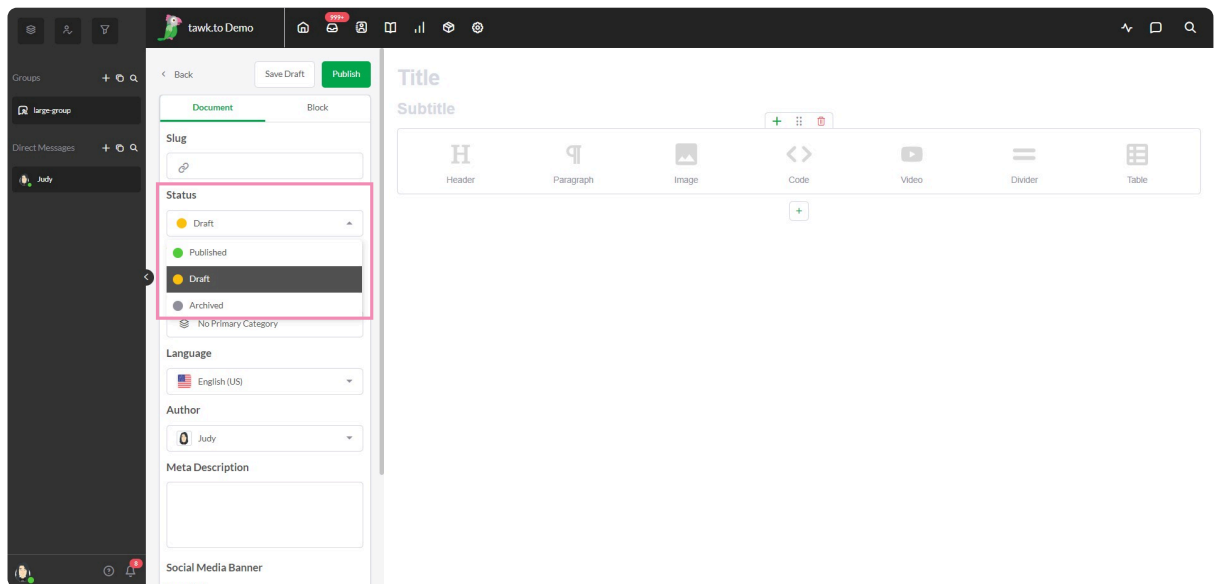 tawk.to Demo
999+
Groups
large-group
Direct Messages
Judy
8
Back
Save Draft
Publish
Document
Block
Slug
Status
Draft
Published
Draft
Archived
No Primary Category
Language
English (US)
Author
Judy
Meta Description
Social Media Banner
Title
Subtitle
Header
Paragraph
Image
Code
Video
Divider
Table